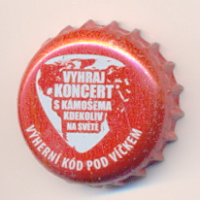 VYHRAJ
KONCERT
S KÁMOŠEMA
KDEKOLIV
NA SVĚTĚ
VÝHERNÍ KÓD POD VÍČKEM